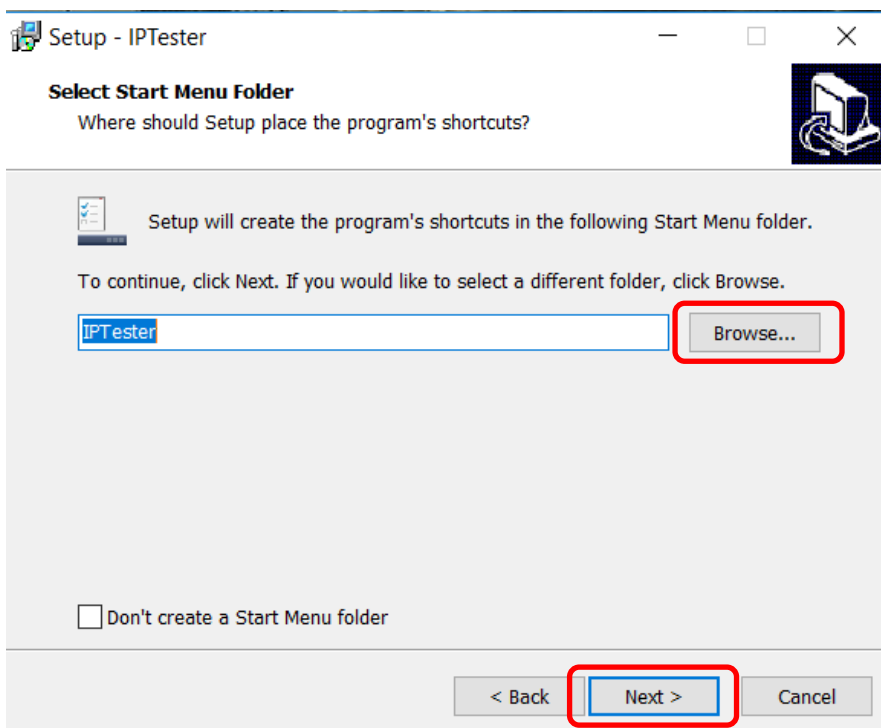 Setup - IPTester
Select Start Menu Folder
Where should Setup place the program's shortcuts?
Setup will create the program's shortcuts in the following Start Menu folder.
To continue, click Next. If you would like to select a different folder, click Browse.
IPTester
Browse...
Don't create a Start Menu folder
< Back
Next >
Cancel